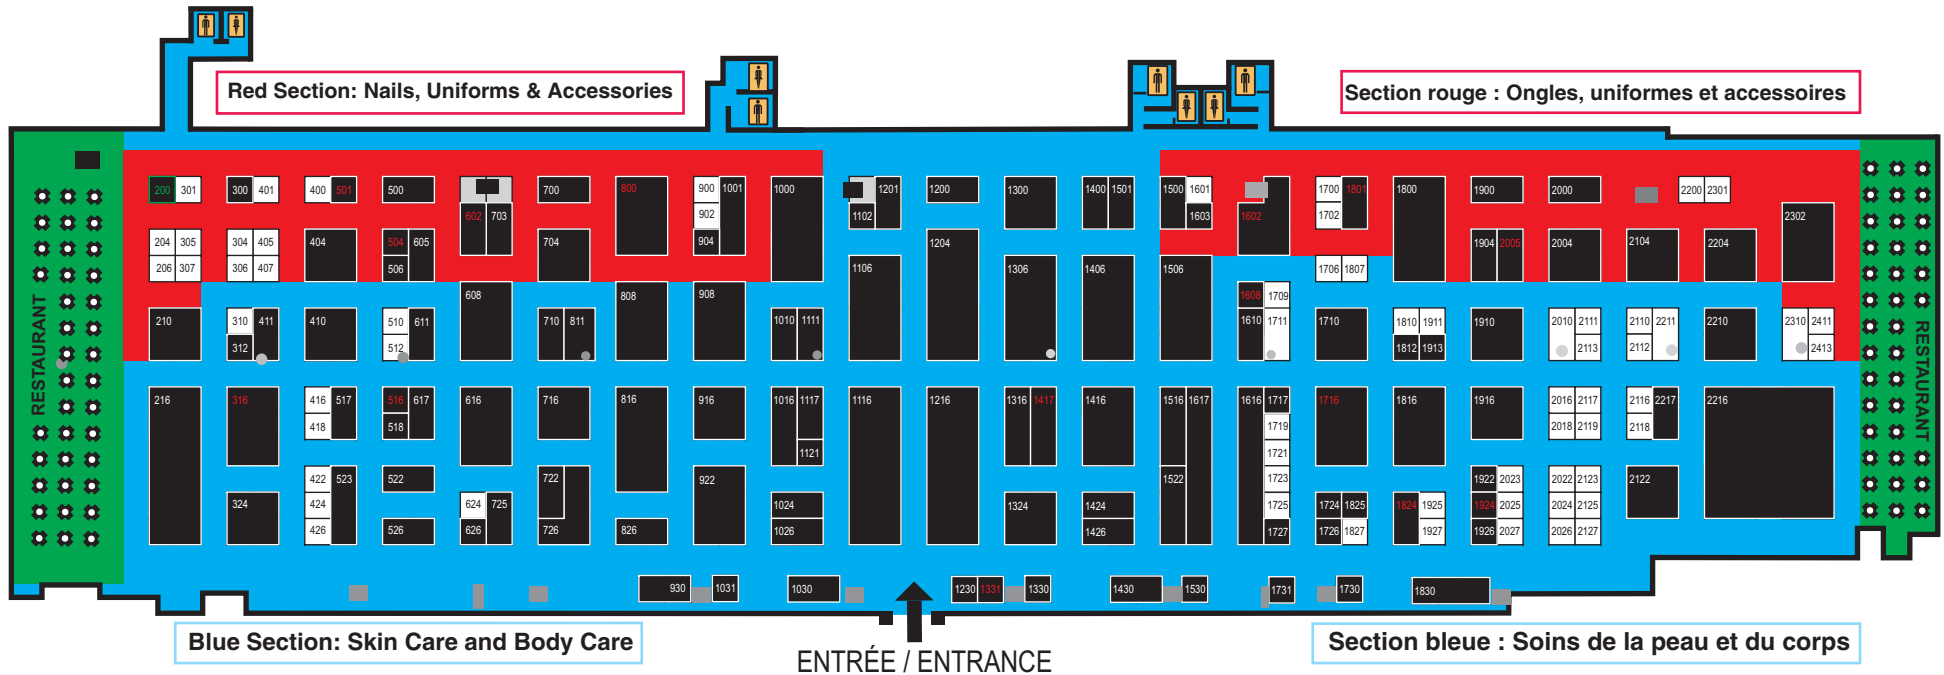 Red Section: Nails, Uniforms & Accessories
Section rouge : Ongles, uniformes et accessoires
200 301 300 401 400 501 500 700 800 900 1001 1000 1201 1200 1300 1400 1501 1500 1601 1700 1801 1800 1900 2000 2200 2301
602 703 902 1102 1603 1602 1702 2302
204 305 304 405 404 504 605 704 904 1204 1904 2005 2004 2104 2204
206 307 306 407 506 1106 1306 1406 1506 1706 1807
608 808 908 1608 1709
210 310 411 410 510 611 710 811 1010 1111 1610 1711 1710 1810 1911 1910 2010 2111 2110 2211 2210 2310 2411
312 512 1812 1913 2113 2112 2413
RESTAURANT
RESTAURANT
216 316 416 517 516 617 616 716 816 916 1016 1117 1116 1216 1316 1417 1416 1516 1617 1616 1717 1716 1816 1916 2016 2117 2116 2217 2216
418 518 1719 2018 2119 2118
1121 1721
422 523 522 722 922 1522 1723 1922 2023 2022 2123 2122
324 424 624 725 1024 1324 1424 1725 1724 1825 1824 1925 1924 2025 2024 2125
426 526 626 726 826 1026 1426 1727 1726 1827 1927 1926 2027 2026 2127
930 1031 1030 1230 1331 1330 1430 1530 1731 1730 1830
Blue Section: Skin Care and Body Care
Section bleue : Soins de la peau et du corps
ENTRÉE / ENTRANCE